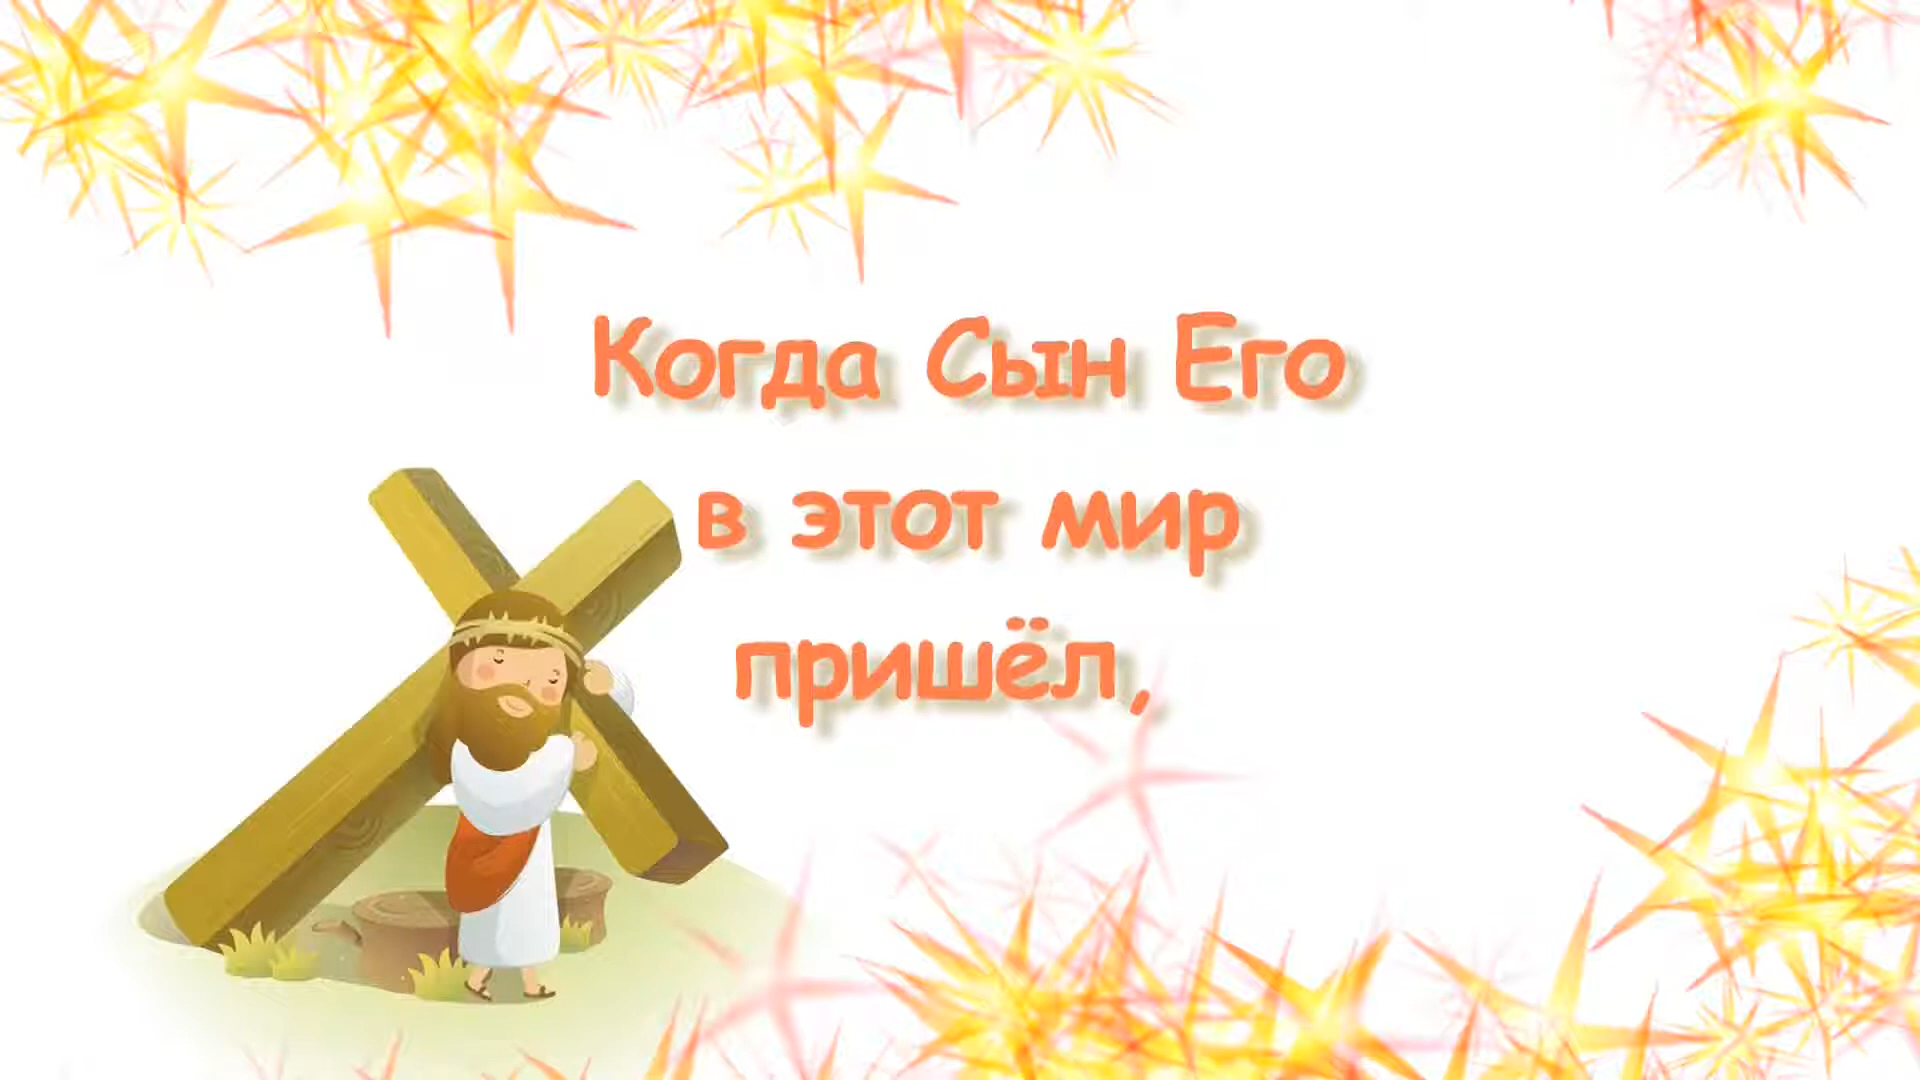 Когда Сын Его
в этот мир
пришёл,